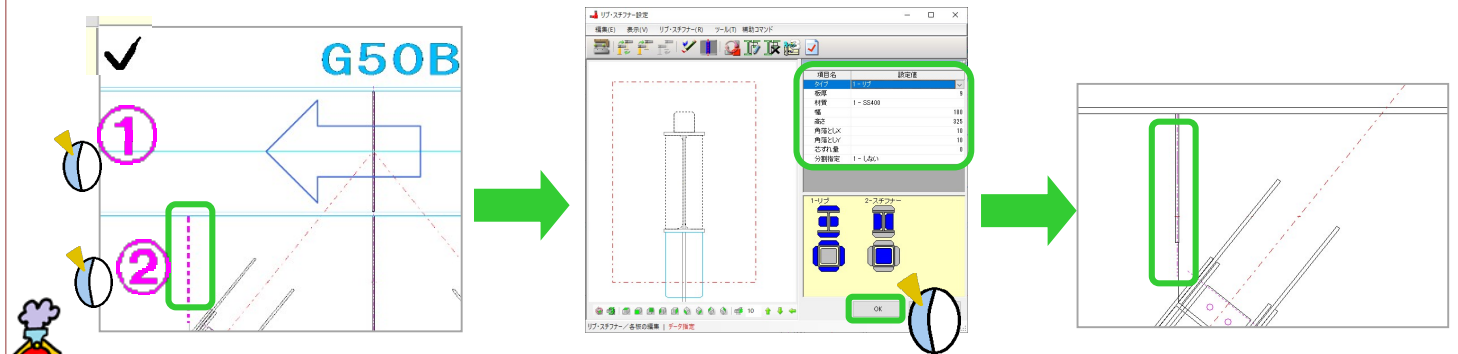 G50B
①
②
リブ・スチフナー設定
編集(E) 表示(V) リブ・スチフナー(R) ツール(T) 補助コマンド
項目名 設定値
タイプ 1 - リブ
板厚 9
材質 1 - SS400
幅 100
高さ 325
角落としX 10
角落としY 10
芯ずれ量 0
分割指定 1 - しない
1-リブ 2-スチフナー
10
OK
リブ・スチフナー／各板の編集 | データ指定